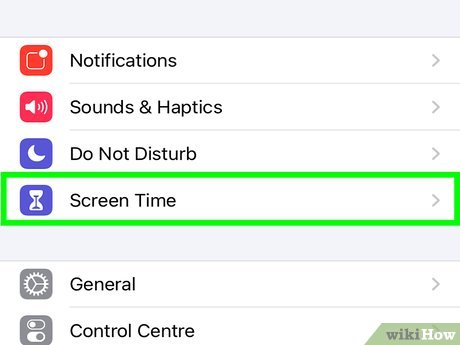 Notifications
Sounds & Haptics
Do Not Disturb
Screen Time
General
Control Centre
wikiHow